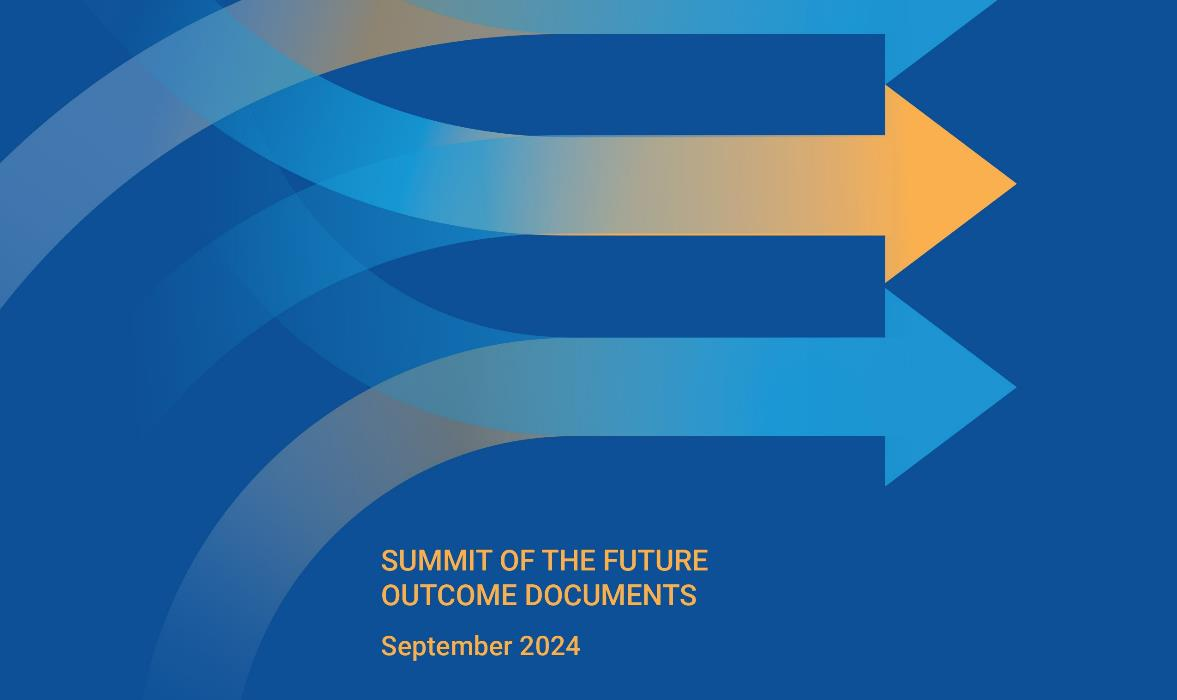 SUMMIT OF THE FUTURE
OUTCOME DOCUMENTS
September 2024